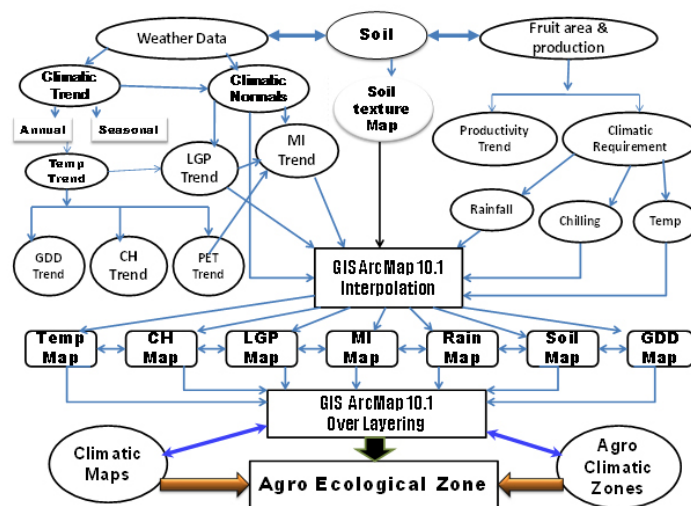 Weather Data
Soil
Fruit area &
production
Climatic
Trend
Climatic
Normals
Soil
texture
Map
Annual
Seasonal
Productivity
Trend
Climatic
Requirement
Temp
Trend
LGP
Trend
MI
Trend
Rainfall
Chilling
Temp
GDD
Trend
CH
Trend
PET
Trend
GIS ArcMap 10.1
Interpolation
Temp
Map
CH
Map
LGP
Map
MI
Map
Rain
Map
Soil
Map
GDD
Map
GIS ArcMap 10.1
Over Layering
Climatic
Maps
Agro
Climatic
Zones
Agro Ecological Zone